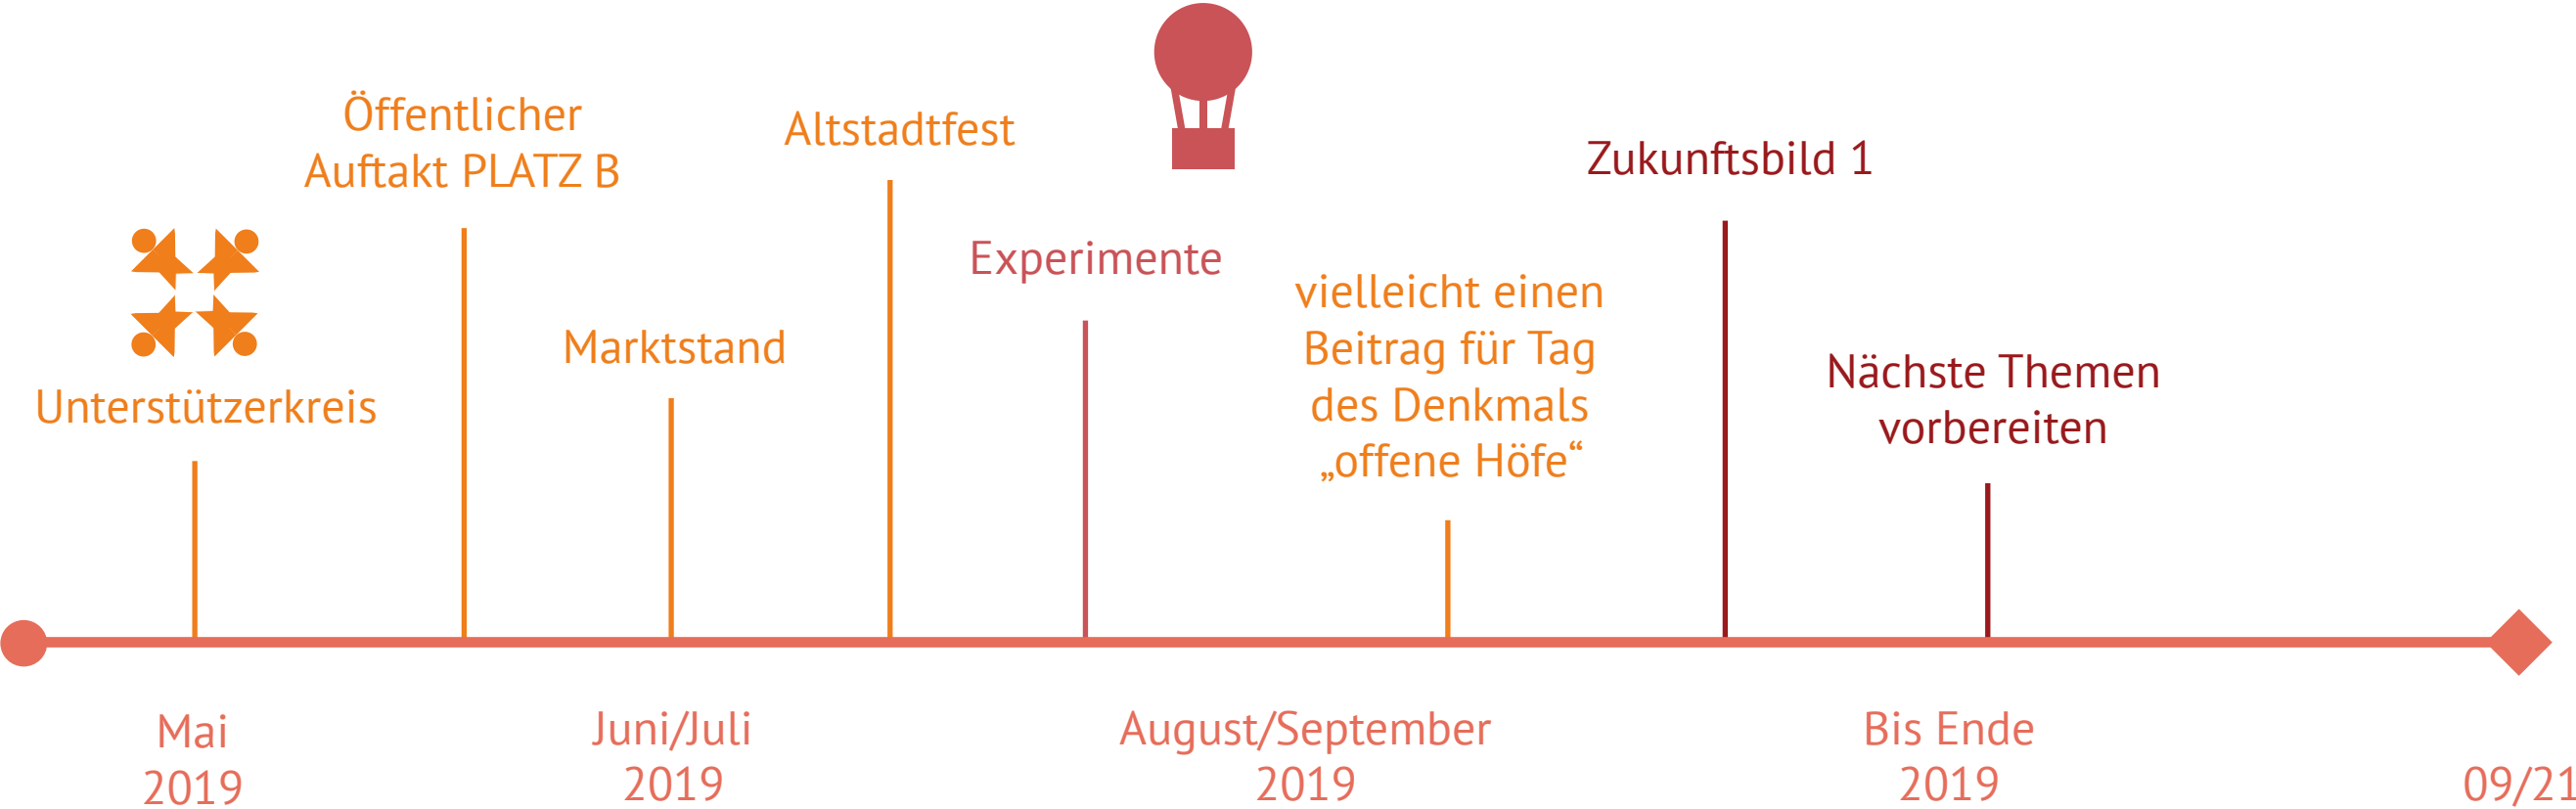 Unterstützerkreis
Öffentlicher
Auftakt PLATZ B
Marktstand
Altstadtfest
Experimente
vielleicht einen
Beitrag für Tag
des Denkmals
„offene Höfe“
Zukunftsbild 1
Nächste Themen
vorbereiten
Mai
2019
Juni/Juli
2019
August/September
2019
Bis Ende
2019
09/21